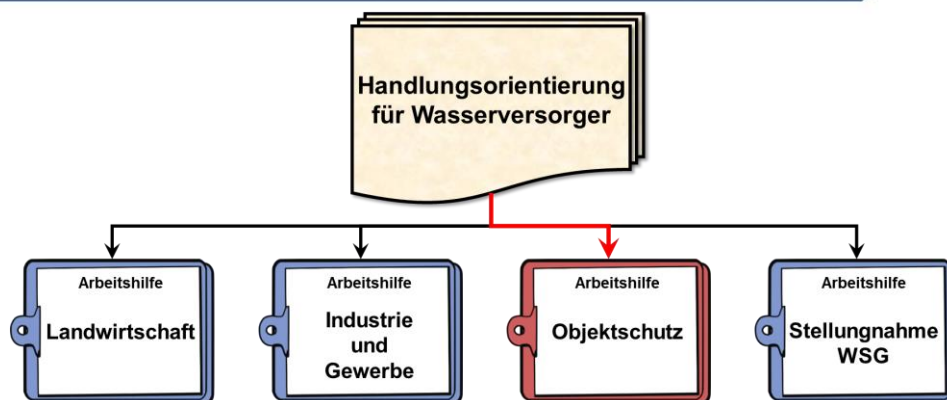 Handlungsorientierung
für Wasserversorger
Arbeitshilfe
Landwirtschaft
Arbeitshilfe
Industrie
und
Gewerbe
Arbeitshilfe
Objektschutz
Arbeitshilfe
Stellungnahme
WSG